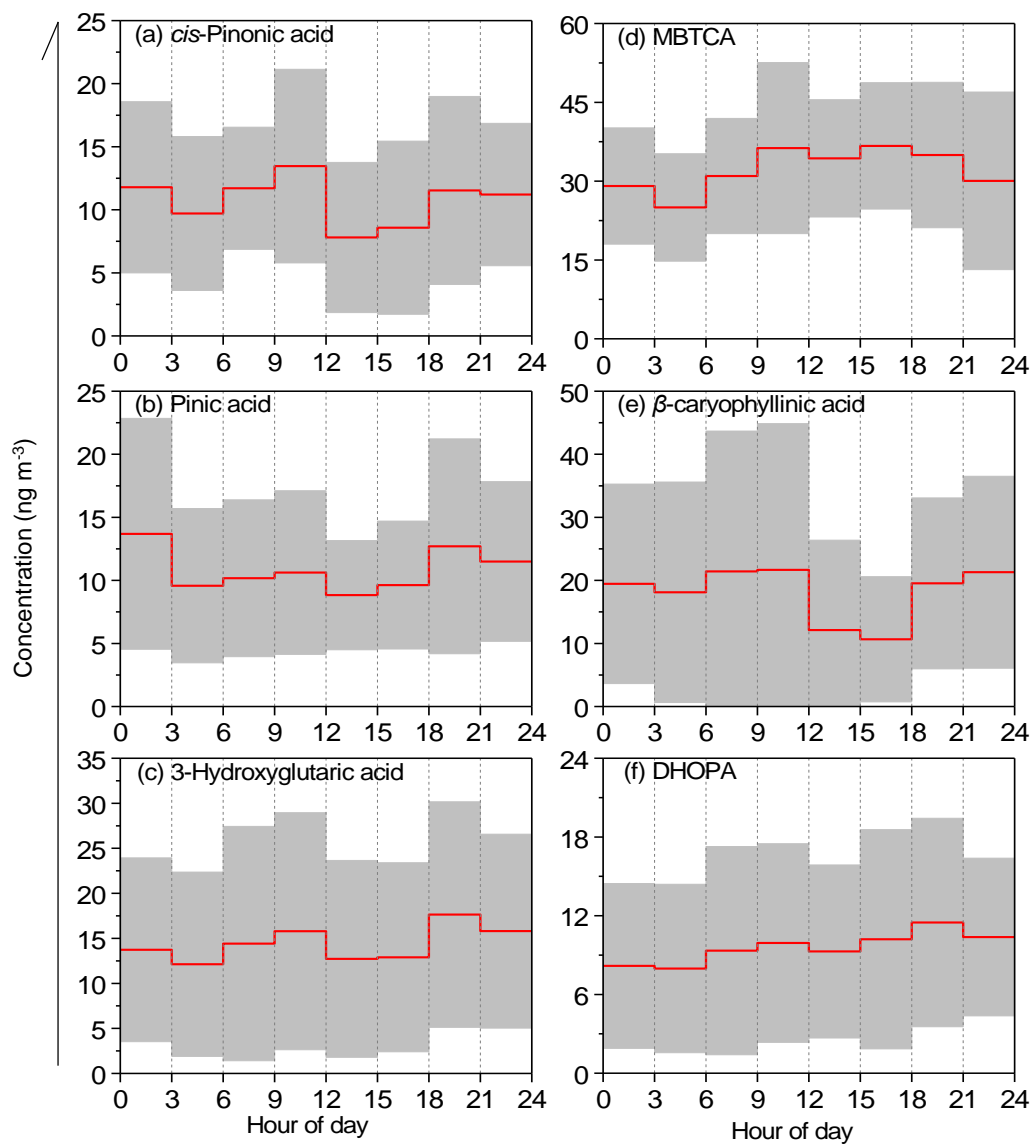 Concentration (ng m-3)
(a) cis-Pinonic acid
25
20
15
10
5
0
0 3 6 9 12 15 18 21 24
(d) MBTCA
60
45
30
15
0
0 3 6 9 12 15 18 21 24
(b) Pinic acid
25
20
15
10
5
0
0 3 6 9 12 15 18 21 24
(e) β-caryophyllinic acid
50
40
30
20
10
0
0 3 6 9 12 15 18 21 24
(c) 3-Hydroxyglutaric acid
35
30
25
20
15
10
5
0
0 3 6 9 12 15 18 21 24
Hour of day
(f) DHOPA
24
18
12
6
0
0 3 6 9 12 15 18 21 24
Hour of day